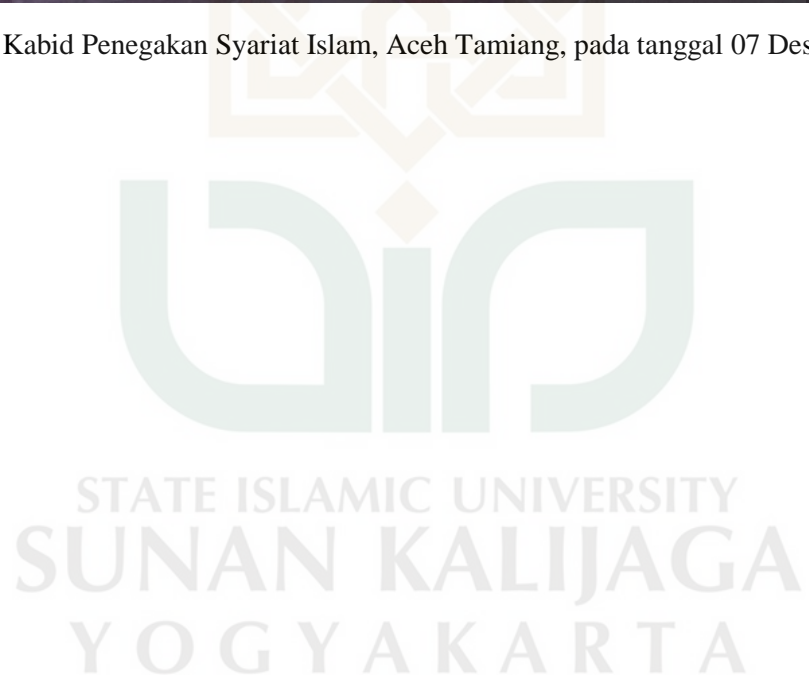 Kabid Penegakan Syariat Islam, Aceh Tamiang, pada tanggal 07 Des
STATE ISLAMIC UNIVERSITY
SUNAN KALIJAGA
YOGYAKARTA